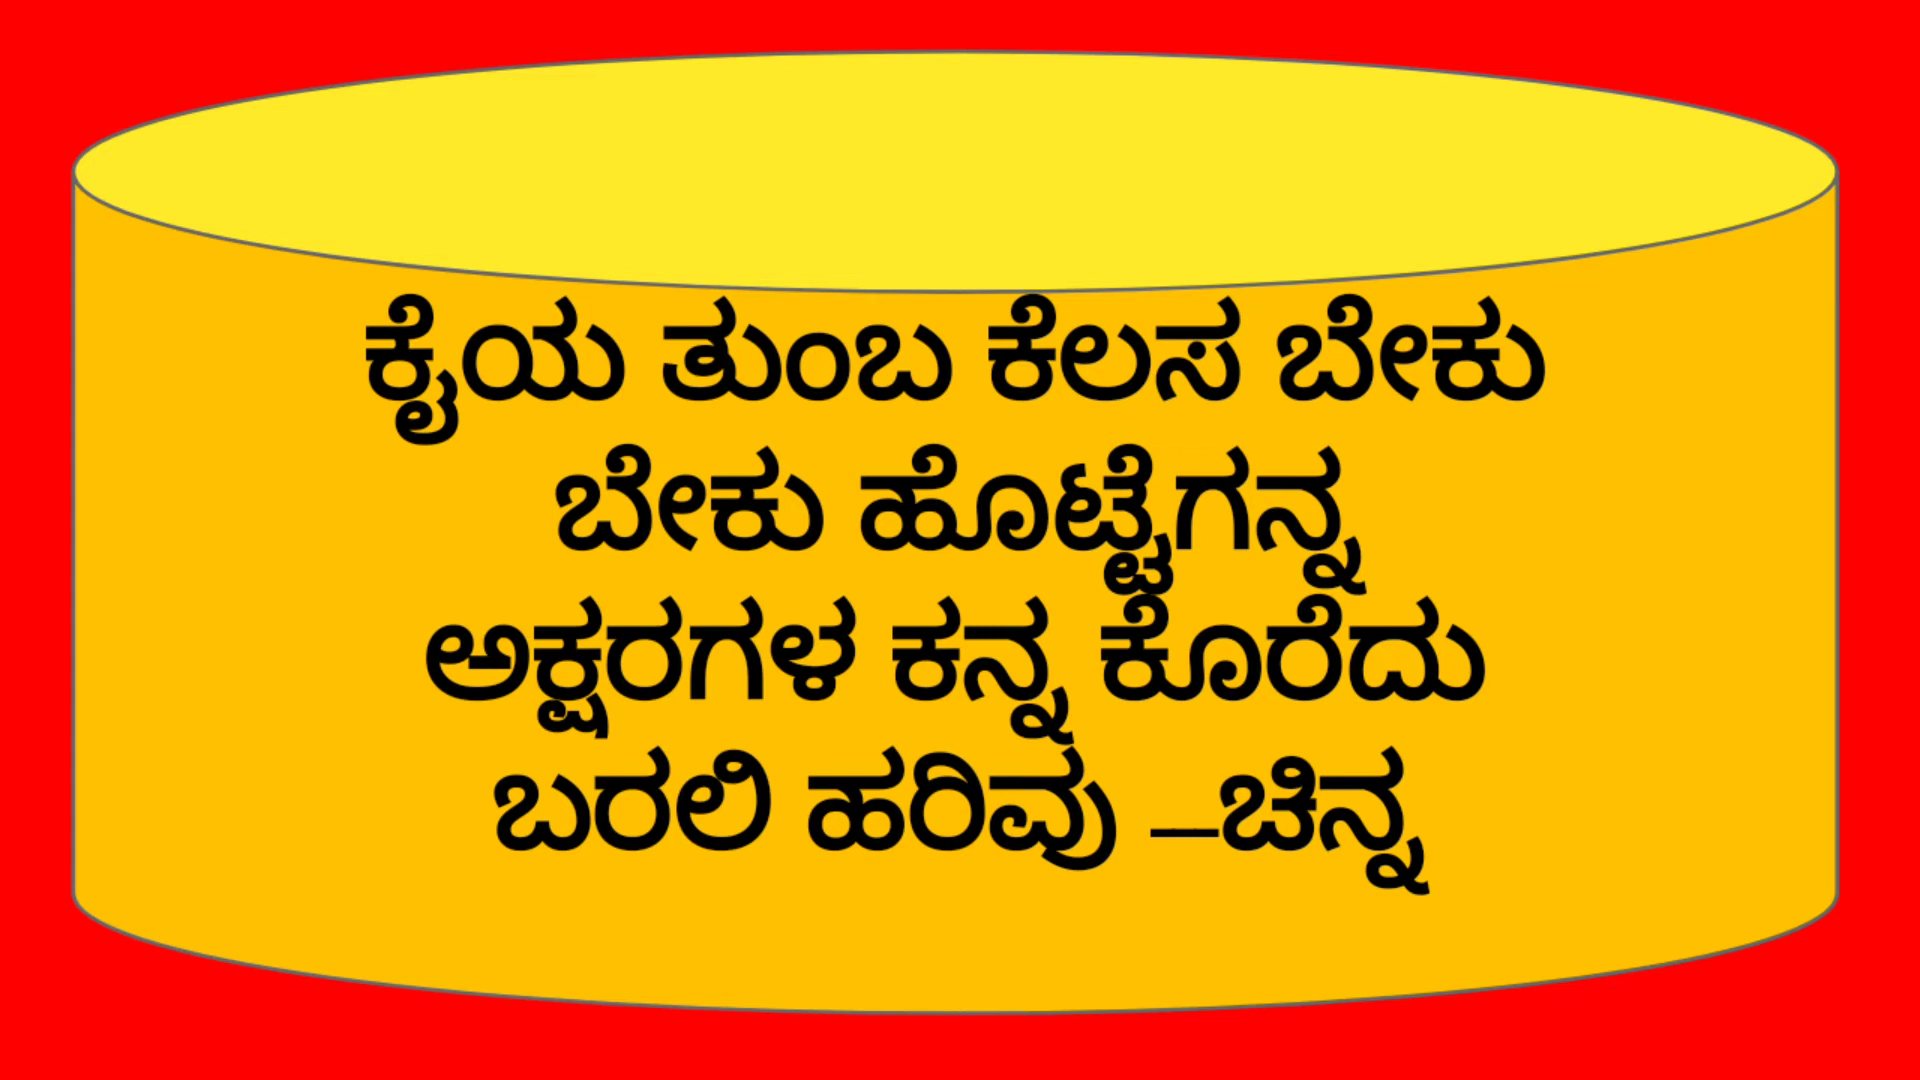 ಕೈಯ ತುಂಬ ಕೆಲಸ ಬೇಕು
ಬೇಕು ಹೊಟ್ಟೆಗನ್ನ
ಅಕ್ಷರಗಳ ಕನ್ನ ಕೊರೆದು
ಬರಲಿ ಹರಿವು –ಚಿನ್ನ